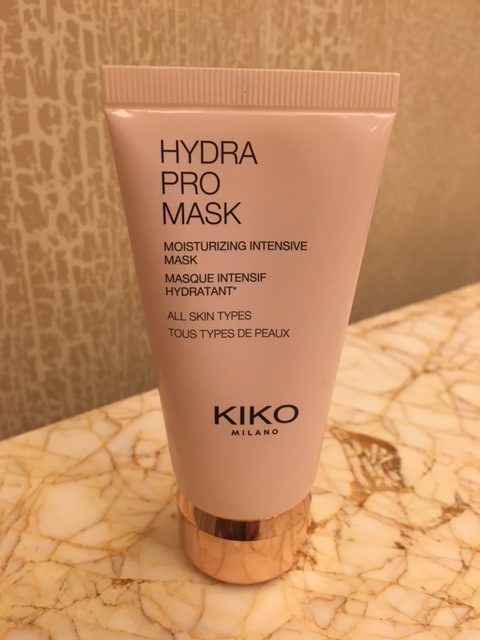 HYDRA
PRO
MASK
MOISTURIZING INTENSIVE
MASK
MASQUE INTENSIF
HYDRATANT*
ALL SKIN TYPES
TOUS TYPES DE PEAUX
KIKO
MILANO